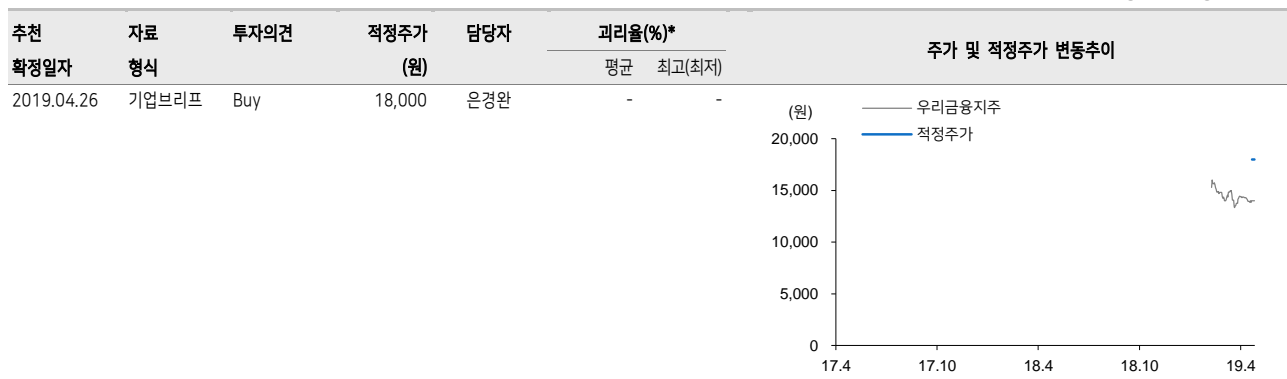 추천 자료 투자의견 적정주가 담당자 괴리율(%)* 주가 및 적정주가 변동추이
확정일자 형식 (원) 평균 최고(최저)
2019.04.26 기업브리프 Buy 18,000 은경완 - -
(원)
우리금융지주
적정주가
20,000
15,000
10,000
5,000
0
17.4 17.10 18.4 18.10 19.4